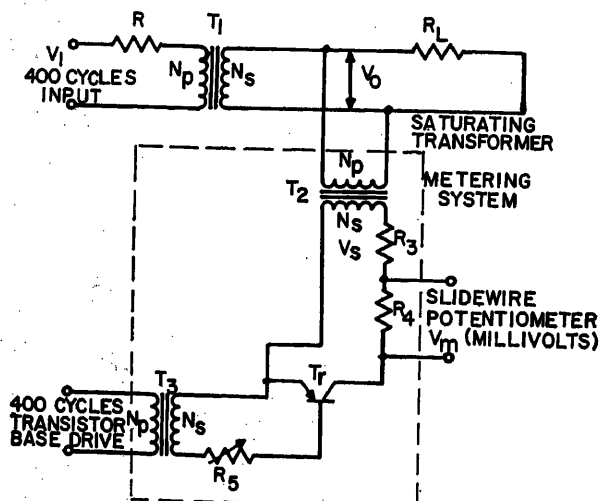 R
T1
RL
V1
400 CYCLES
INPUT
Np
Ns
Vo
SATURATING
TRANSFORMER
Np
T2
METERING
SYSTEM
Ns
Vs
R3
R4
SLIDEWIRE
POTENTIOMETER
Vm (MILLIVOLTS)
T3
Tr
400 CYCLES
TRANSISTOR
BASE DRIVE
Np
Ns
R5